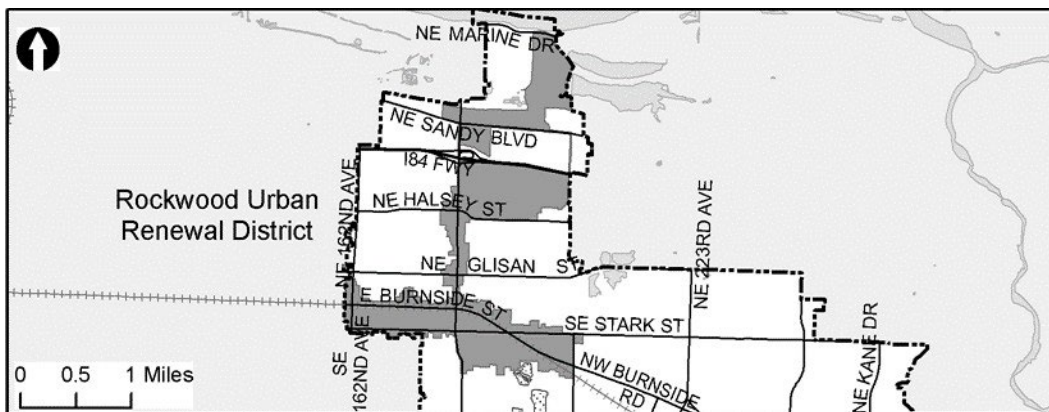 NE MARINE DR
NE SANDY BLVD
I84 FWY
NE 162ND AVE
Rockwood Urban
Renewal District
NE HALSEY ST
NE 223RD AVE
NE GLISAN ST
E BURNSIDE ST
SE STARK ST
SE
162ND AVE
NW BURNSIDE
RD
NE KANE DR
0 0.5 1 Miles